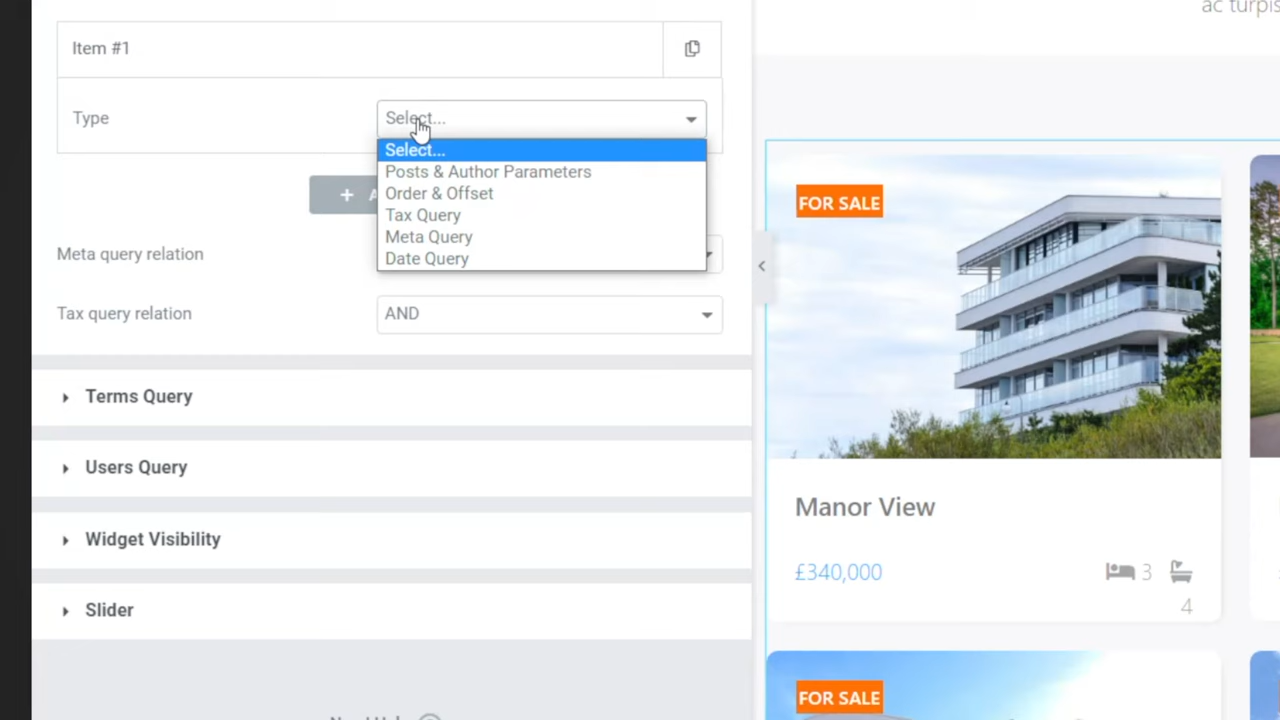 ac turpis
Item #1
Type
Select...
Select...
Posts & Author Parameters
Order & Offset
Tax Query
Meta Query
Date Query
Meta query relation
Tax query relation
AND
Terms Query
Users Query
Widget Visibility
Slider
FOR SALE
Manor View
£340,000
3
4
FOR SALE